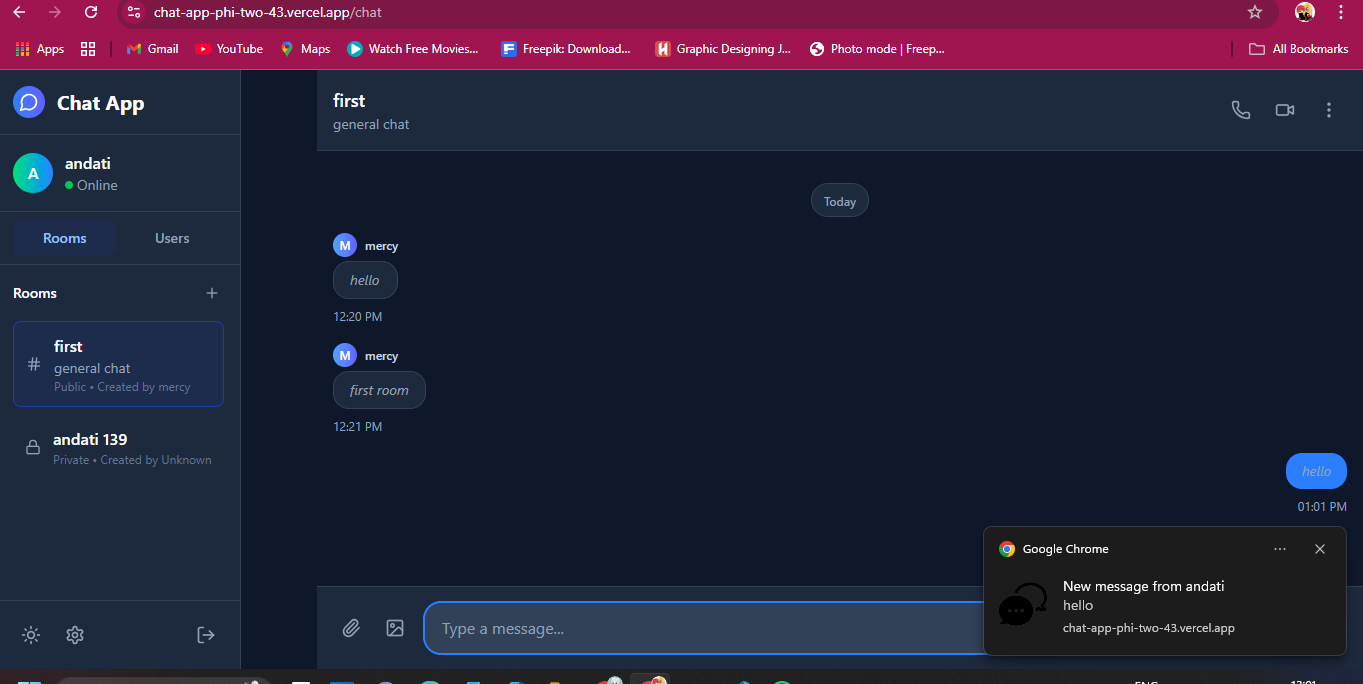 chat-app-phi-two-43.vercel.app/chat
Apps
Gmail
YouTube
Maps
Watch Free Movies...
Freepik: Download...
Graphic Designing J...
Photo mode | Freep...
All Bookmarks
Chat App
A
andati
Online
Rooms
Users
Rooms
first
general chat
Public • Created by mercy
andati 139
Private • Created by Unknown
first
general chat
Today
M mercy
hello
12:20 PM
M mercy
first room
12:21 PM
hello
01:01 PM
Type a message...
Google Chrome
New message from andati
hello
chat-app-phi-two-43.vercel.app